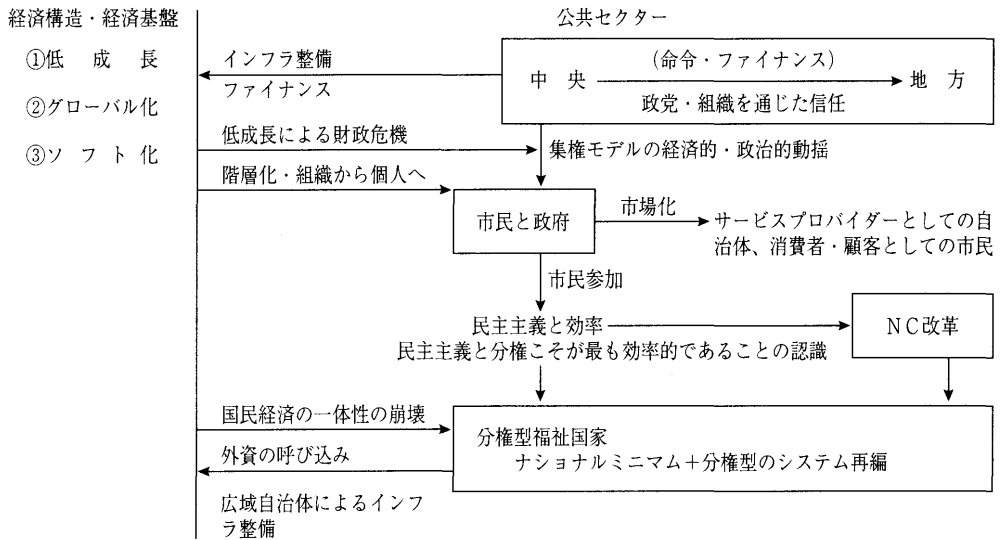 経済構造・経済基盤
公共セクター
①低成長
②グローバル化
③ソフト化
インフラ整備
ファイナンス
(命令・ファイナンス)
中央
地方
政党・組織を通じた信任
低成長による財政危機
集権モデルの経済的・政治的動揺
階層化・組織から個人へ
市民と政府
市場化
サービスプロバイダーとしての自
治体、消費者・顧客としての市民
市民参加
民主主義と効率
民主主義と分権こそが最も効率的であることの認識
NC改革
国民経済の一体性の崩壊
外資の呼び込み
広域自治体によるインフ
ラ整備
分権型福祉国家
ナショナルミニマム+分権型のシステム再編